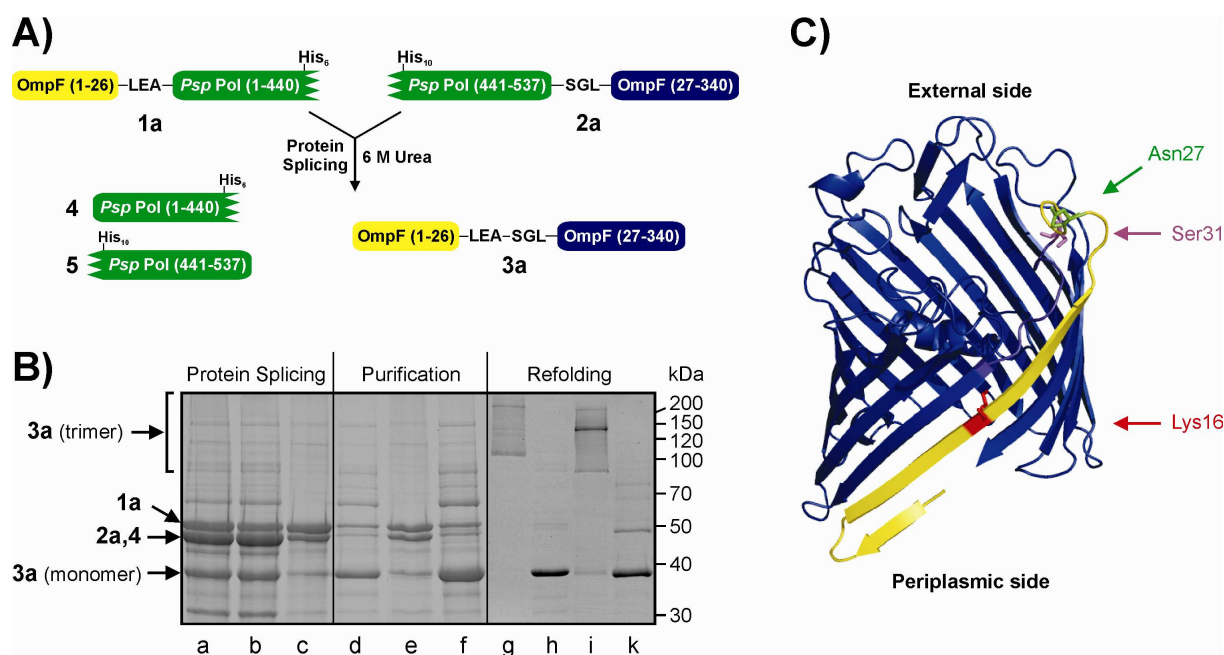 A)
His6
OmpF (1-26) LEA Psp Pol (1-440)
1a
His10
Psp Pol (441-537) SGL OmpF (27-340)
2a
Protein Splicing
6 M Urea
4
His6
Psp Pol (1-440)
His10
5
Psp Pol (441-537)
OmpF (1-26) LEA SGL OmpF (27-340)
3a
B)
Protein Splicing Purification Refolding kDa
3a (trimer)
1a
2a,4
3a (monomer)
200
150
120
100
70
50
40
30
a b c d e f g h i k
C)
External side
Asn27
Ser31
Lys16
Periplasmic side